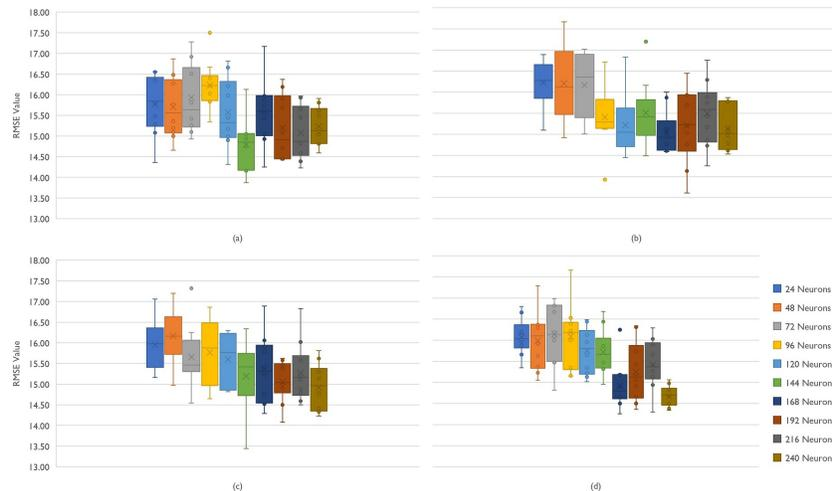 18.00
17.50
17.00
16.50
16.00
15.50
15.00
14.50
14.00
13.50
13.00
RMSE Value
(a)
(b)
18.00
17.50
17.00
16.50
16.00
15.50
15.00
14.50
14.00
13.50
13.00
RMSE Value
(c)
(d)
24 Neurons
48 Neurons
72 Neurons
96 Neurons
120 Neuron
144 Neuron
168 Neuron
192 Neuron
216 Neuron
240 Neuron